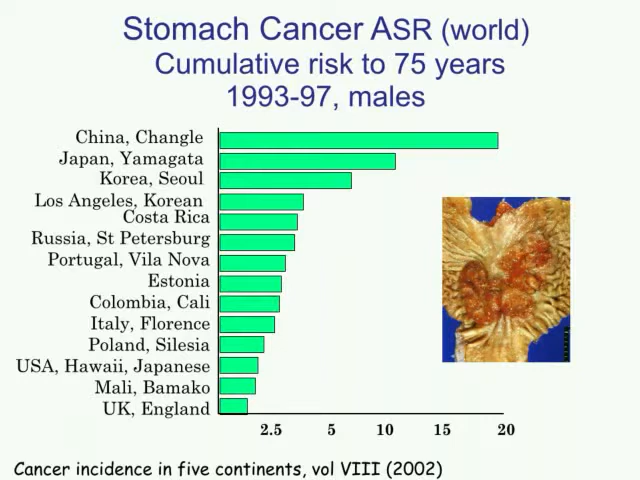 Stomach Cancer ASR (world)
Cumulative risk to 75 years
1993-97, males
China, Changle
Japan, Yamagata
Korea, Seoul
Los Angeles, Korean
Costa Rica
Russia, St Petersburg
Portugal, Vila Nova
Estonia
Colombia, Cali
Italy, Florence
Poland, Silesia
USA, Hawaii, Japanese
Mali, Bamako
UK, England
2.5 5 10 15 20
Cancer incidence in five continents, vol VIII (2002)